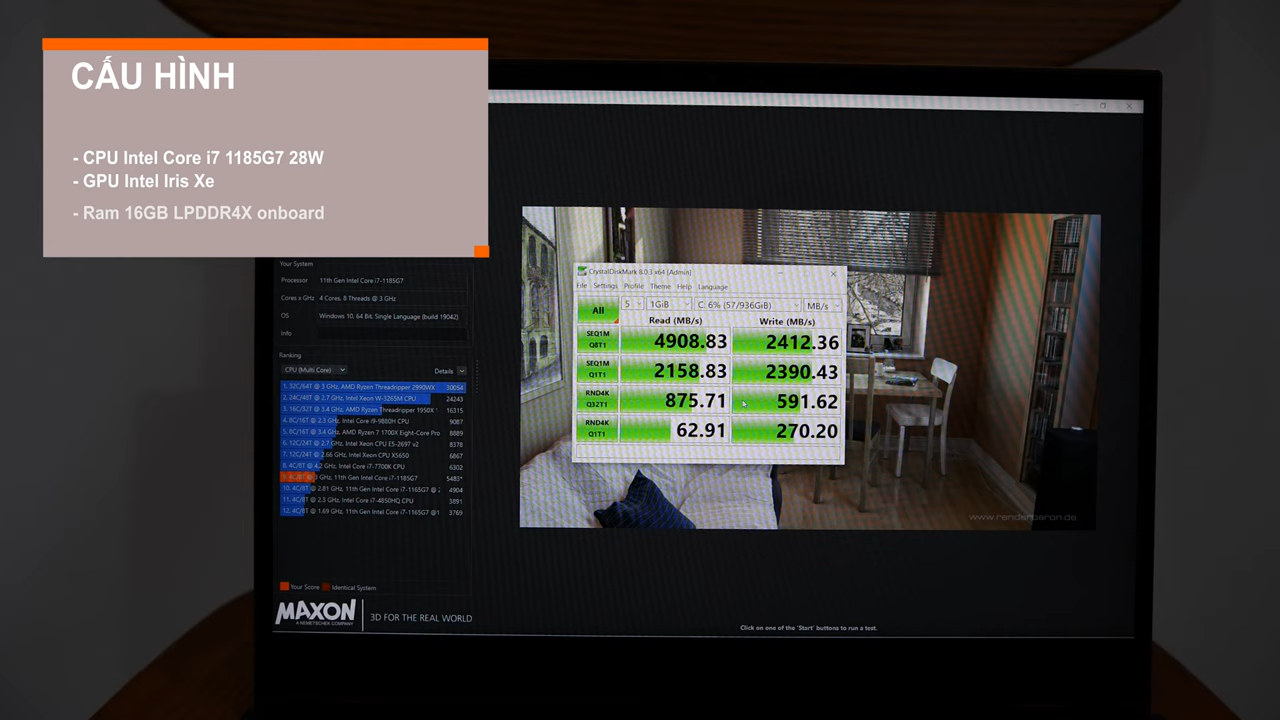 CẤU HÌNH
- CPU Intel Core i7 1185G7 28W
- GPU Intel Iris Xe
- Ram 16GB LPDDR4X onboard
Your System
Processor 11th Gen Intel Core i7-1185G7
Cores x GHz 4 Cores, 8 Threads @ 3 GHz
OS Windows 10, 64 Bit, Single Language (build 19042)
Info
Ranking
CPU (Multi Core) Details
1. 32C/64T @ 3 GHz, AMD Ryzen Threadripper 2990WX 30054
2. 24C/48T @ 2.7 GHz, Intel Xeon W-3265M CPU 24243
3. 16C/32T @ 3.4 GHz, AMD Ryzen Threadripper 1950X 16315
4. 8C/16T @ 2.3 GHz, Intel Core i9-9880H CPU 9087
5. 8C/16T @ 3.4 GHz, AMD Ryzen 7 1700X Eight-Core Pro 8889
6. 12C/24T @ 2.7 GHz, Intel Xeon CPU E5-2697 v2 8378
7. 12C/24T @ 2.66 GHz, Intel Xeon CPU X5650 6867
8. 4C/8T @ 4.2 GHz, Intel Core i7-7700K CPU 6302
9. 4C/8T @ 3 GHz, 11th Gen Intel Core i7-1185G7 5483*
10. 4C/8T @ 2.81 GHz, 11th Gen Intel Core i7-1165G7 @ 2 4904
11. 4C/8T @ 2.3 GHz, Intel Core i7-4850HQ CPU 3891
12. 4C/8T @ 1.69 GHz, 11th Gen Intel Core i7-1165G7 @1 3769
Your Score Identical System
MAXON
A NEMETSCHEK COMPANY
3D FOR THE REAL WORLD
CrystalDiskMark 8.0.1 x64 [Admin]
File Settings Profile Theme Help Language
All 5 1GiB C: 6% (57/936GiB) MB/s
Read (MB/s) Write (MB/s)
SEQ1M Q8T1 4908.83 2412.36
SEQ1M Q1T1 2158.83 2390.43
RND4K Q32T1 875.71 591.62
RND4K Q1T1 62.91 270.20
www.renderbaron.de
Click on one of the 'Start' buttons to run a test.